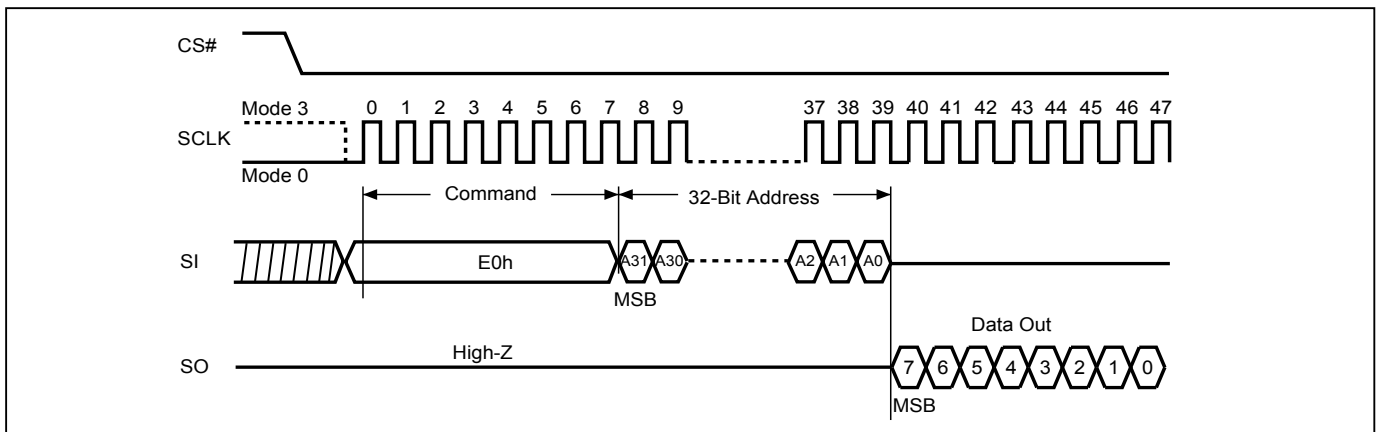 CS#
Mode 3
0 1 2 3 4 5 6 7 8 9 37 38 39 40 41 42 43 44 45 46 47
SCLK
Mode 0
Command 32-Bit Address
SI E0h A31 A30 A2 A1 A0
MSB
Data Out
High-Z
SO 7 6 5 4 3 2 1 0
MSB